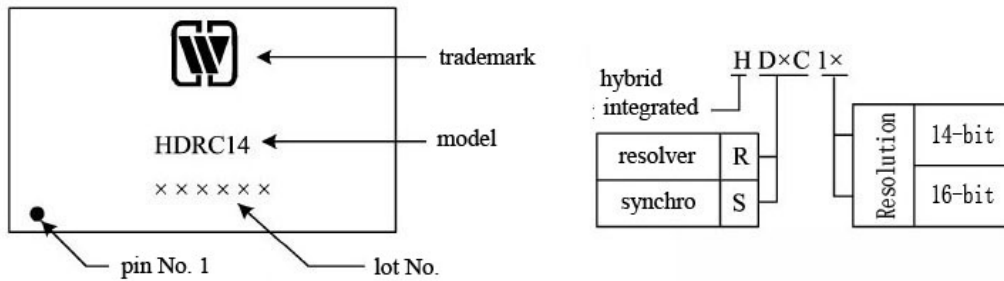 trademark
HDRC14
model
× × × × × ×
pin No. 1
lot No.
H D×C 1×
hybrid
integrated
resolver R
synchro S
Resolution
14-bit
16-bit